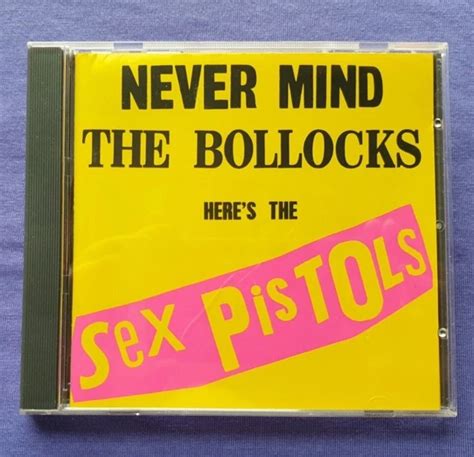 NEVER MIND
THE BOLLOCKS
HERE'S THE
Sex PisTOLs